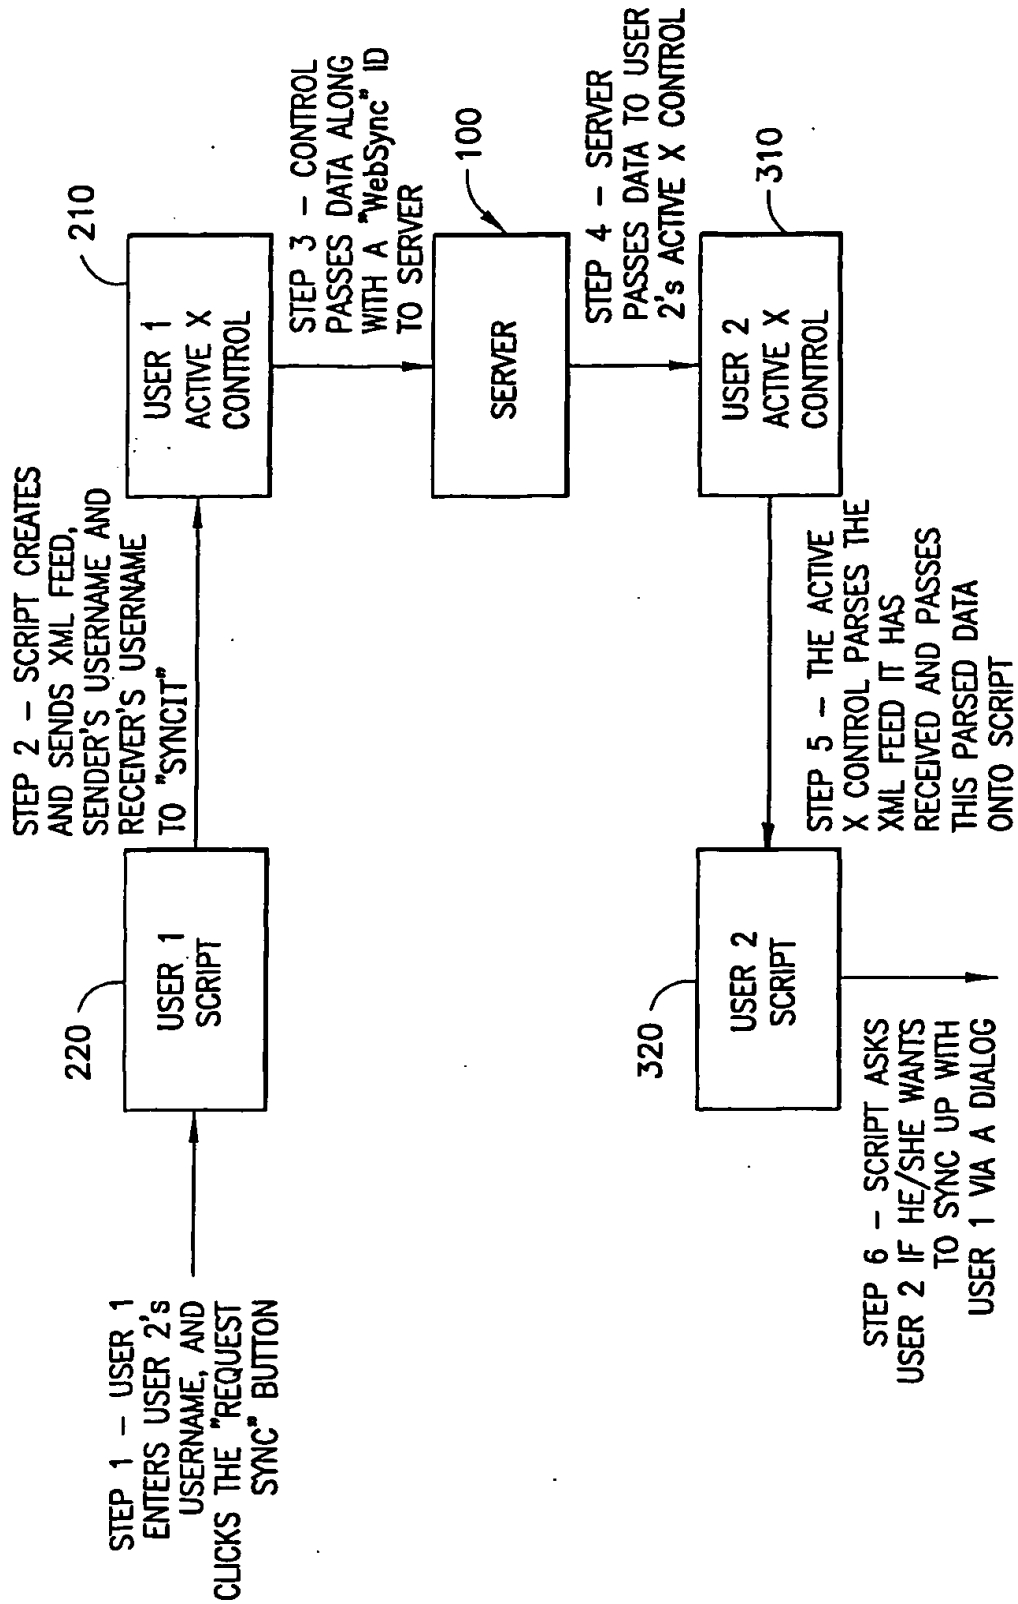 STEP 1 – USER 1
ENTERS USER 2's
USERNAME, AND
CLICKS THE "REQUEST
SYNC" BUTTON
220
USER 1
SCRIPT
STEP 2 – SCRIPT CREATES
AND SENDS XML FEED,
SENDER'S USERNAME AND
RECEIVER'S USERNAME
TO "SYNCIT"
210
USER 1
ACTIVE X
CONTROL
STEP 3 – CONTROL
PASSES DATA ALONG
WITH A "WebSync" ID
TO SERVER
100
SERVER
STEP 4 – SERVER
PASSES DATA TO USER
2's ACTIVE X CONTROL
310
USER 2
ACTIVE X
CONTROL
STEP 5 – THE ACTIVE
X CONTROL PARSES THE
XML FEED IT HAS
RECEIVED AND PASSES
THIS PARSED DATA
ONTO SCRIPT
320
USER 2
SCRIPT
STEP 6 – SCRIPT ASKS
USER 2 IF HE/SHE WANTS
TO SYNC UP WITH
USER 1 VIA A DIALOG